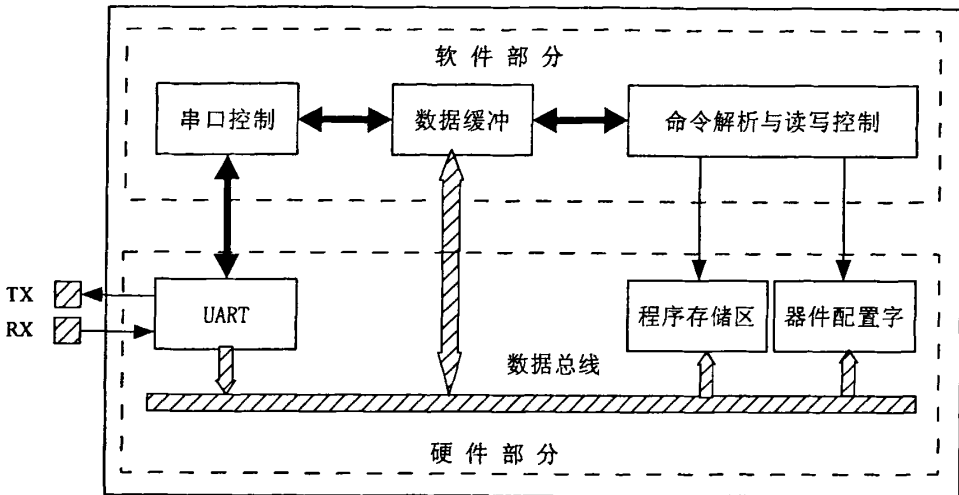 软件部分
串口控制
数据缓冲
命令解析与读写控制
TX
RX
UART
程序存储区
器件配置字
数据总线
硬件部分